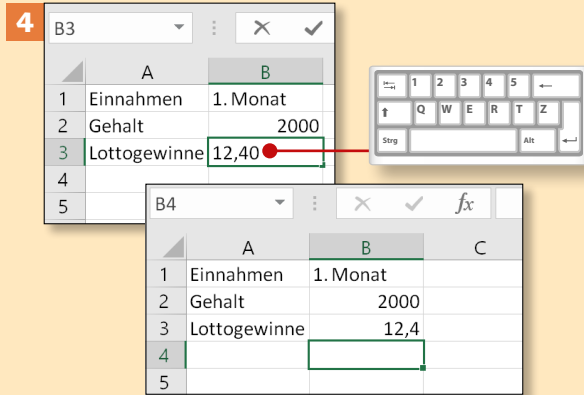 4
B3
A B
1 Einnahmen 1. Monat
2 Gehalt 2000
3 Lottogewinne 12,40
4
5
1 2 3 4 5
Q W E R T Z
Strg Alt
B4 fx
A B C
1 Einnahmen 1. Monat
2 Gehalt 2000
3 Lottogewinne 12,4
4
5